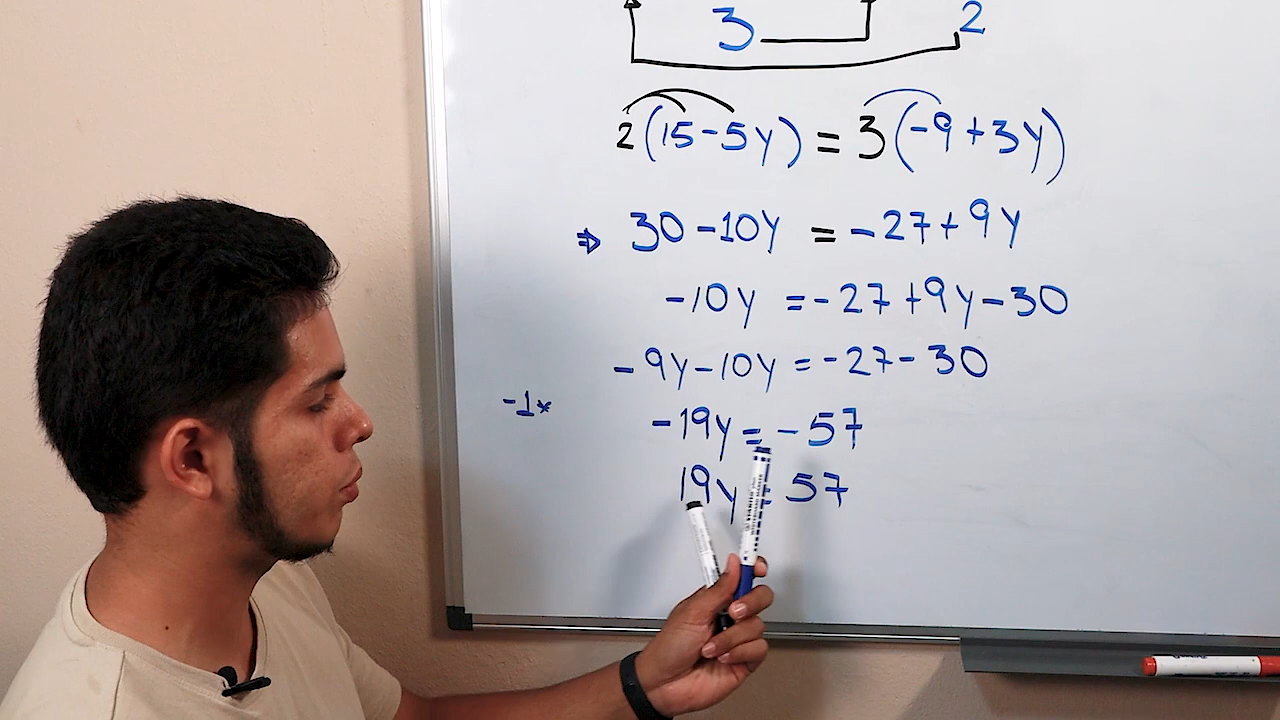 3 2
2(15-5y) = 3(-9+3y)
⇒ 30-10y = -27+9y
-10y = -27+9y-30
-9y-10y = -27-30
-1×
-19y = -57
19y = 57